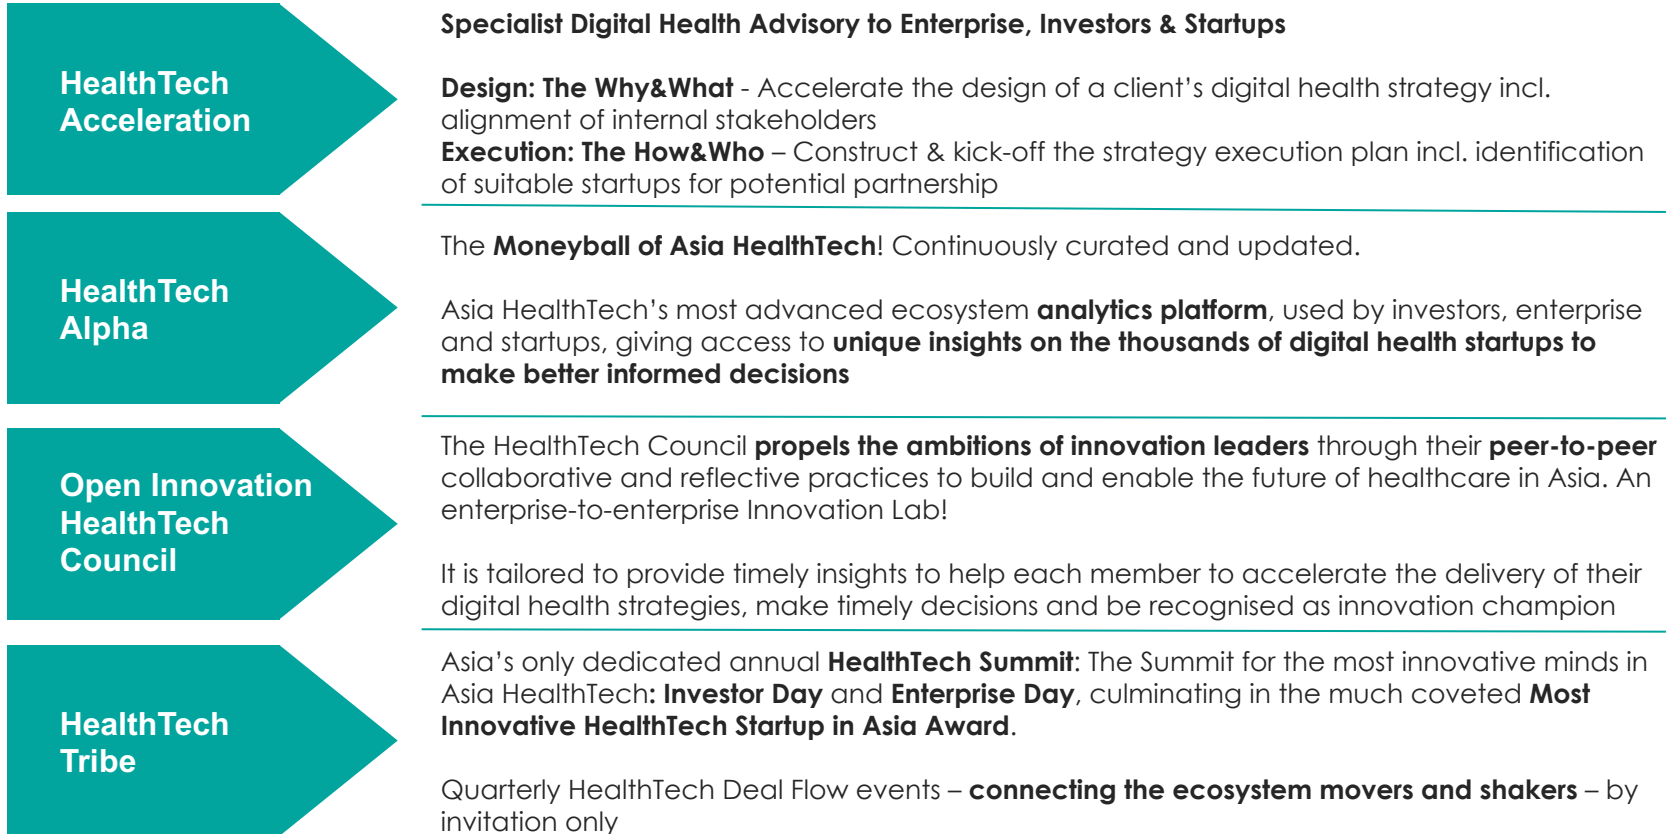 HealthTech
Acceleration
Specialist Digital Health Advisory to Enterprise, Investors & Startups
Design: The Why&What - Accelerate the design of a client’s digital health strategy incl.
alignment of internal stakeholders
Execution: The How&Who – Construct & kick-off the strategy execution plan incl. identification
of suitable startups for potential partnership
HealthTech
Alpha
The Moneyball of Asia HealthTech! Continuously curated and updated.
Asia HealthTech’s most advanced ecosystem analytics platform, used by investors, enterprise
and startups, giving access to unique insights on the thousands of digital health startups to
make better informed decisions
Open Innovation
HealthTech
Council
The HealthTech Council propels the ambitions of innovation leaders through their peer-to-peer
collaborative and reflective practices to build and enable the future of healthcare in Asia. An
enterprise-to-enterprise Innovation Lab!
It is tailored to provide timely insights to help each member to accelerate the delivery of their
digital health strategies, make timely decisions and be recognised as innovation champion
HealthTech
Tribe
Asia’s only dedicated annual HealthTech Summit: The Summit for the most innovative minds in
Asia HealthTech: Investor Day and Enterprise Day, culminating in the much coveted Most
Innovative HealthTech Startup in Asia Award.
Quarterly HealthTech Deal Flow events – connecting the ecosystem movers and shakers – by
invitation only